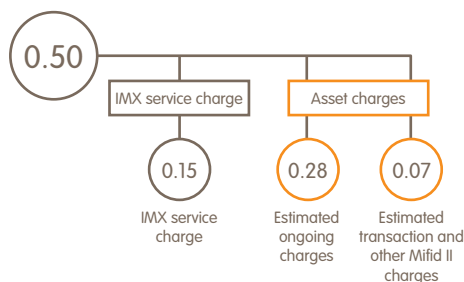 0.50
IMX service charge
Asset charges
0.15
0.28
0.07
IMX service
charge
Estimated
ongoing
charges
Estimated
transaction and
other Mifid II
charges